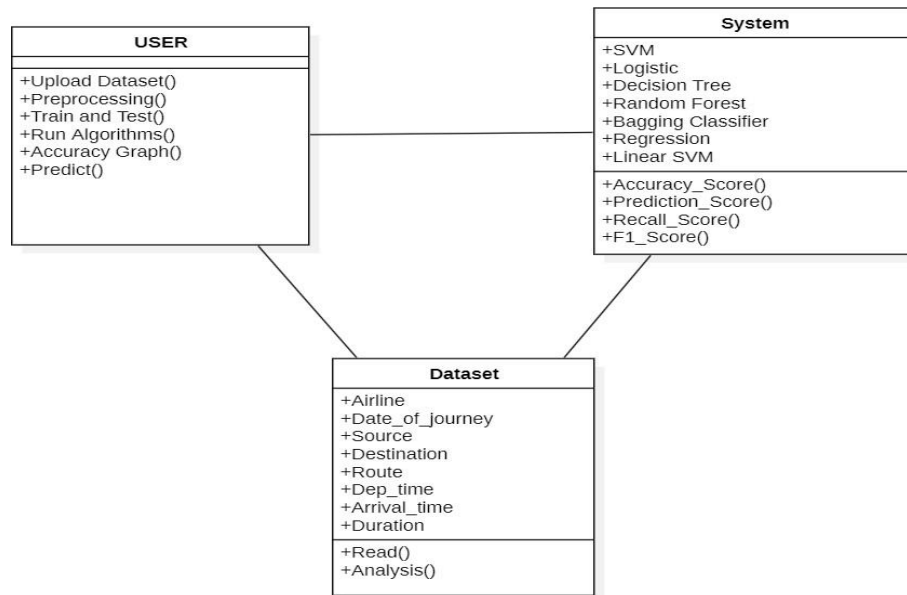 USER
+Upload Dataset()
+Preprocessing()
+Train and Test()
+Run Algorithms()
+Accuracy Graph()
+Predict()
System
+SVM
+Logistic
+Decision Tree
+Random Forest
+Bagging Classifier
+Regression
+Linear SVM
+Accuracy_Score()
+Prediction_Score()
+Recall_Score()
+F1_Score()
Dataset
+Airline
+Date_of_journey
+Source
+Destination
+Route
+Dep_time
+Arrival_time
+Duration
+Read()
+Analysis()